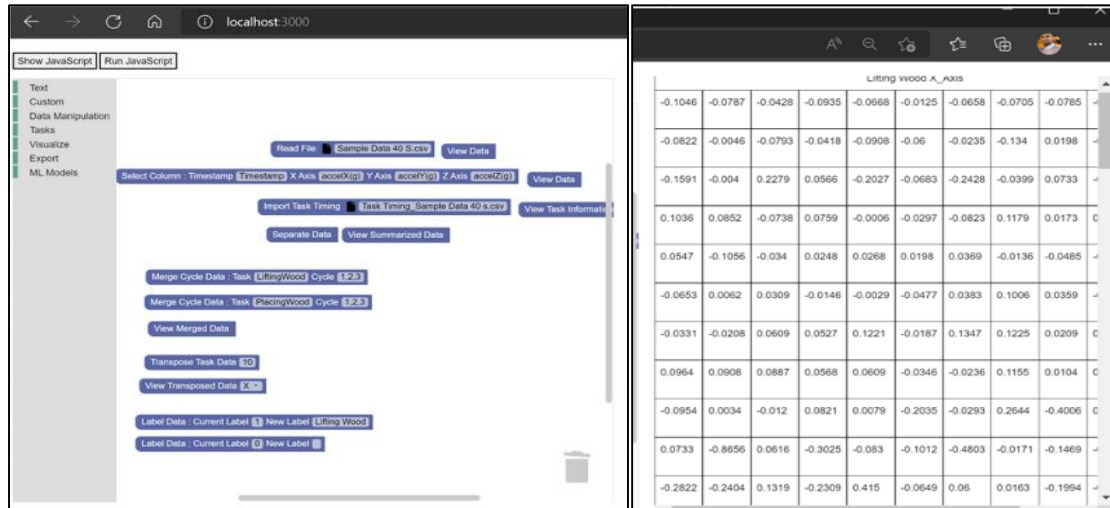 localhost:3000
Show JavaScript Run JavaScript
Text
Custom
Data Manipulation
Tasks
Visualize
Export
ML Models
Read File Sample Data 40 S.csv View Data
Select Column : Timestamp Timestamp X Axis accelX(g) Y Axis accelY(g) Z Axis accelZ(g) View Data
Import Task Timing Task Timing_Sample Data 40 s.csv View Task Informatio
Separate Data View Summarized Data
Merge Cycle Data : Task LiftingWood Cycle 1,2,3
Merge Cycle Data : Task PlacingWood Cycle 1,2,3
View Merged Data
Transpose Task Data 10
View Transposed Data X
Label Data : Current Label 1 New Label Lifting Wood
Label Data : Current Label 0 New Label
Lifting Wood X_Axis
-0.1046 -0.0787 -0.0428 -0.0935 -0.0668 -0.0125 -0.0658 -0.0705 -0.0785
-0.0822 -0.0046 -0.0793 -0.0418 -0.0908 -0.06 -0.0235 -0.134 0.0198
-0.1591 -0.004 0.2279 0.0566 -0.2027 -0.0683 -0.2428 -0.0399 0.0733
0.1036 0.0852 -0.0738 0.0759 -0.0006 -0.0297 -0.0823 0.1179 0.0173
0.0547 -0.1056 -0.034 0.0248 0.0268 0.0198 0.0369 -0.0136 -0.0485
-0.0653 0.0062 0.0309 -0.0146 -0.0029 -0.0477 0.0383 0.1006 0.0359
-0.0331 -0.0208 0.0609 0.0527 0.1221 -0.0187 0.1347 0.1225 0.0209
0.0964 0.0908 0.0887 0.0568 0.0609 -0.0346 -0.0236 0.1155 0.0104
-0.0954 0.0034 -0.012 0.0821 0.0079 -0.2035 -0.0293 0.2644 -0.4006
0.0733 -0.8656 0.0616 -0.3025 -0.083 -0.1012 -0.4803 -0.0171 -0.1469
-0.2822 -0.2404 0.1319 -0.2309 0.415 -0.0649 0.06 0.0163 -0.1994